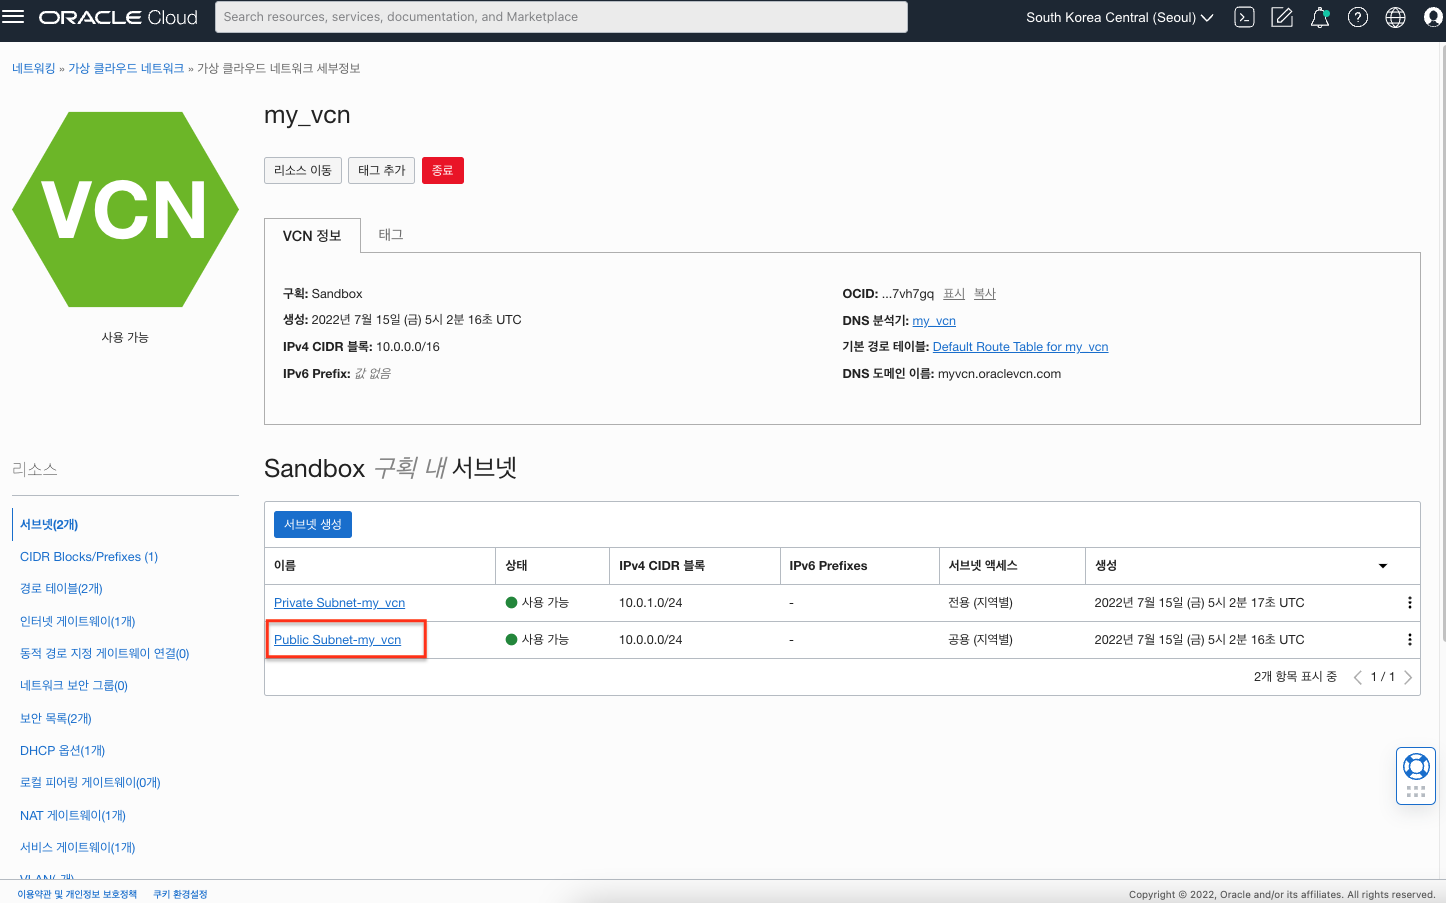 ORACLE Cloud
Search resources, services, documentation, and Marketplace
South Korea Central (Seoul)
네트워킹 » 가상 클라우드 네트워크 » 가상 클라우드 네트워크 세부정보
VCN
사용 가능
my_vcn
리소스 이동 태그 추가 종료
VCN 정보 태그
구획: Sandbox
생성: 2022년 7월 15일 (금) 5시 2분 16초 UTC
IPv4 CIDR 블록: 10.0.0.0/16
IPv6 Prefix: 값 없음
OCID: ...7vh7gq 표시 복사
DNS 분석기: my_vcn
기본 경로 테이블: Default Route Table for my_vcn
DNS 도메인 이름: myvcn.oraclevcn.com
리소스
서브넷(2개)
CIDR Blocks/Prefixes (1)
경로 테이블(2개)
인터넷 게이트웨이(1개)
동적 경로 지정 게이트웨이 연결(0)
네트워크 보안 그룹(0)
보안 목록(2개)
DHCP 옵션(1개)
로컬 피어링 게이트웨이(0개)
NAT 게이트웨이(1개)
서비스 게이트웨이(1개)
Sandbox 구획 내 서브넷
서브넷 생성
이름 상태 IPv4 CIDR 블록 IPv6 Prefixes 서브넷 액세스 생성
Private Subnet-my_vcn 사용 가능 10.0.1.0/24 - 전용 (지역별) 2022년 7월 15일 (금) 5시 2분 17초 UTC
Public Subnet-my_vcn 사용 가능 10.0.0.0/24 - 공용 (지역별) 2022년 7월 15일 (금) 5시 2분 16초 UTC
2개 항목 표시 중 1 / 1
이용약관 및 개인정보 보호정책 쿠키 환경설정
Copyright © 2022, Oracle and/or its affiliates. All rights reserved.